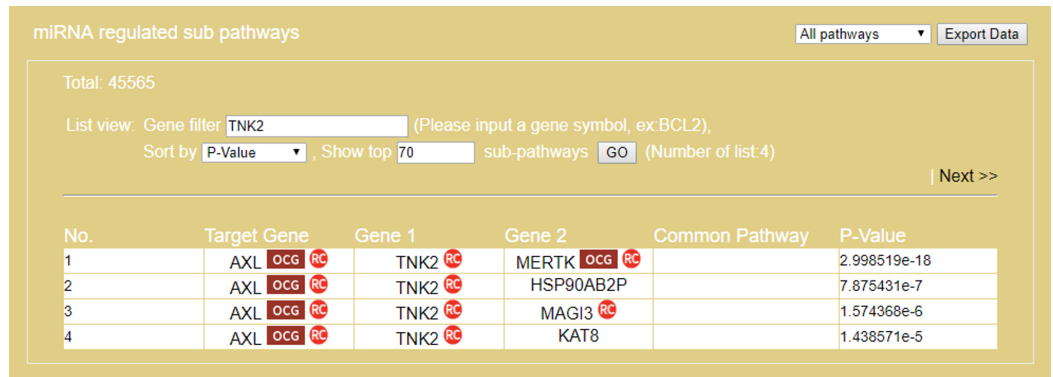 miRNA regulated sub pathways All pathways Export Data
Total: 45565
List view: Gene filter TNK2 (Please input a gene symbol, ex:BCL2),
Sort by P-Value , Show top 70 sub-pathways GO (Number of list:4)
| Next >>
No. Target Gene Gene 1 Gene 2 Common Pathway P-Value
1 AXL OCG RC TNK2 RC MERTK OCG RC 2.998519e-18
2 AXL OCG RC TNK2 RC HSP90AB2P 7.875431e-7
3 AXL OCG RC TNK2 RC MAGI3 RC 1.574368e-6
4 AXL OCG RC TNK2 RC KAT8 1.438571e-5